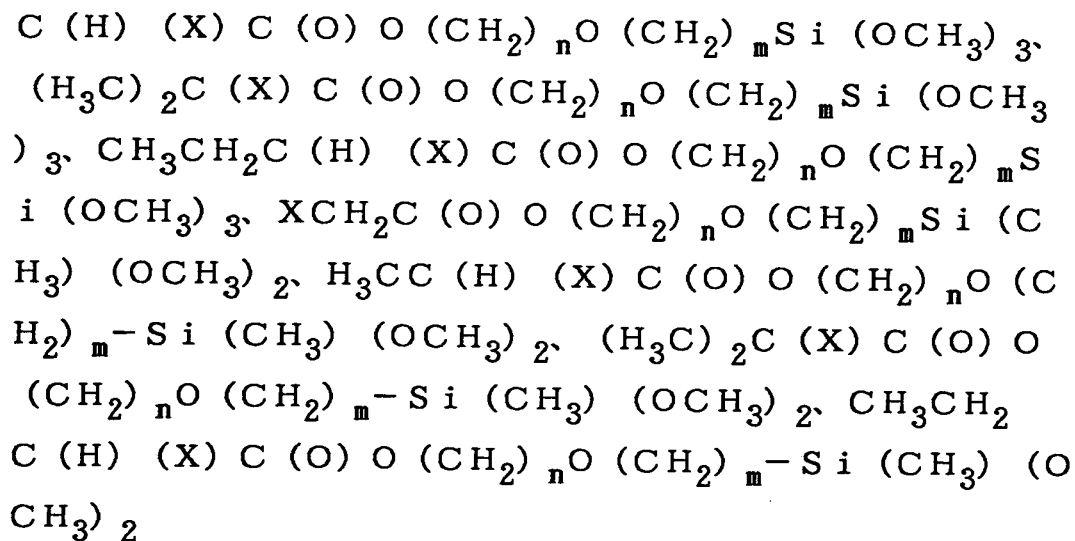 C (H) (X) C (O) O (CH₂)ₙO (CH₂)ₘSi (OCH₃)₃、
(H₃C)₂C (X) C (O) O (CH₂)ₙO (CH₂)ₘSi (OCH₃
)₃、CH₃CH₂C (H) (X) C (O) O (CH₂)ₙO (CH₂)ₘS
i (OCH₃)₃、XCH₂C (O) O (CH₂)ₙO (CH₂)ₘSi (C
H₃) (OCH₃)₂、H₃CC (H) (X) C (O) O (CH₂)ₙO (C
H₂)ₘ−Si (CH₃) (OCH₃)₂、(H₃C)₂C (X) C (O) O
(CH₂)ₙO (CH₂)ₘ−Si (CH₃) (OCH₃)₂、CH₃CH₂
C (H) (X) C (O) O (CH₂)ₙO (CH₂)ₘ−Si (CH₃) (O
CH₃)₂